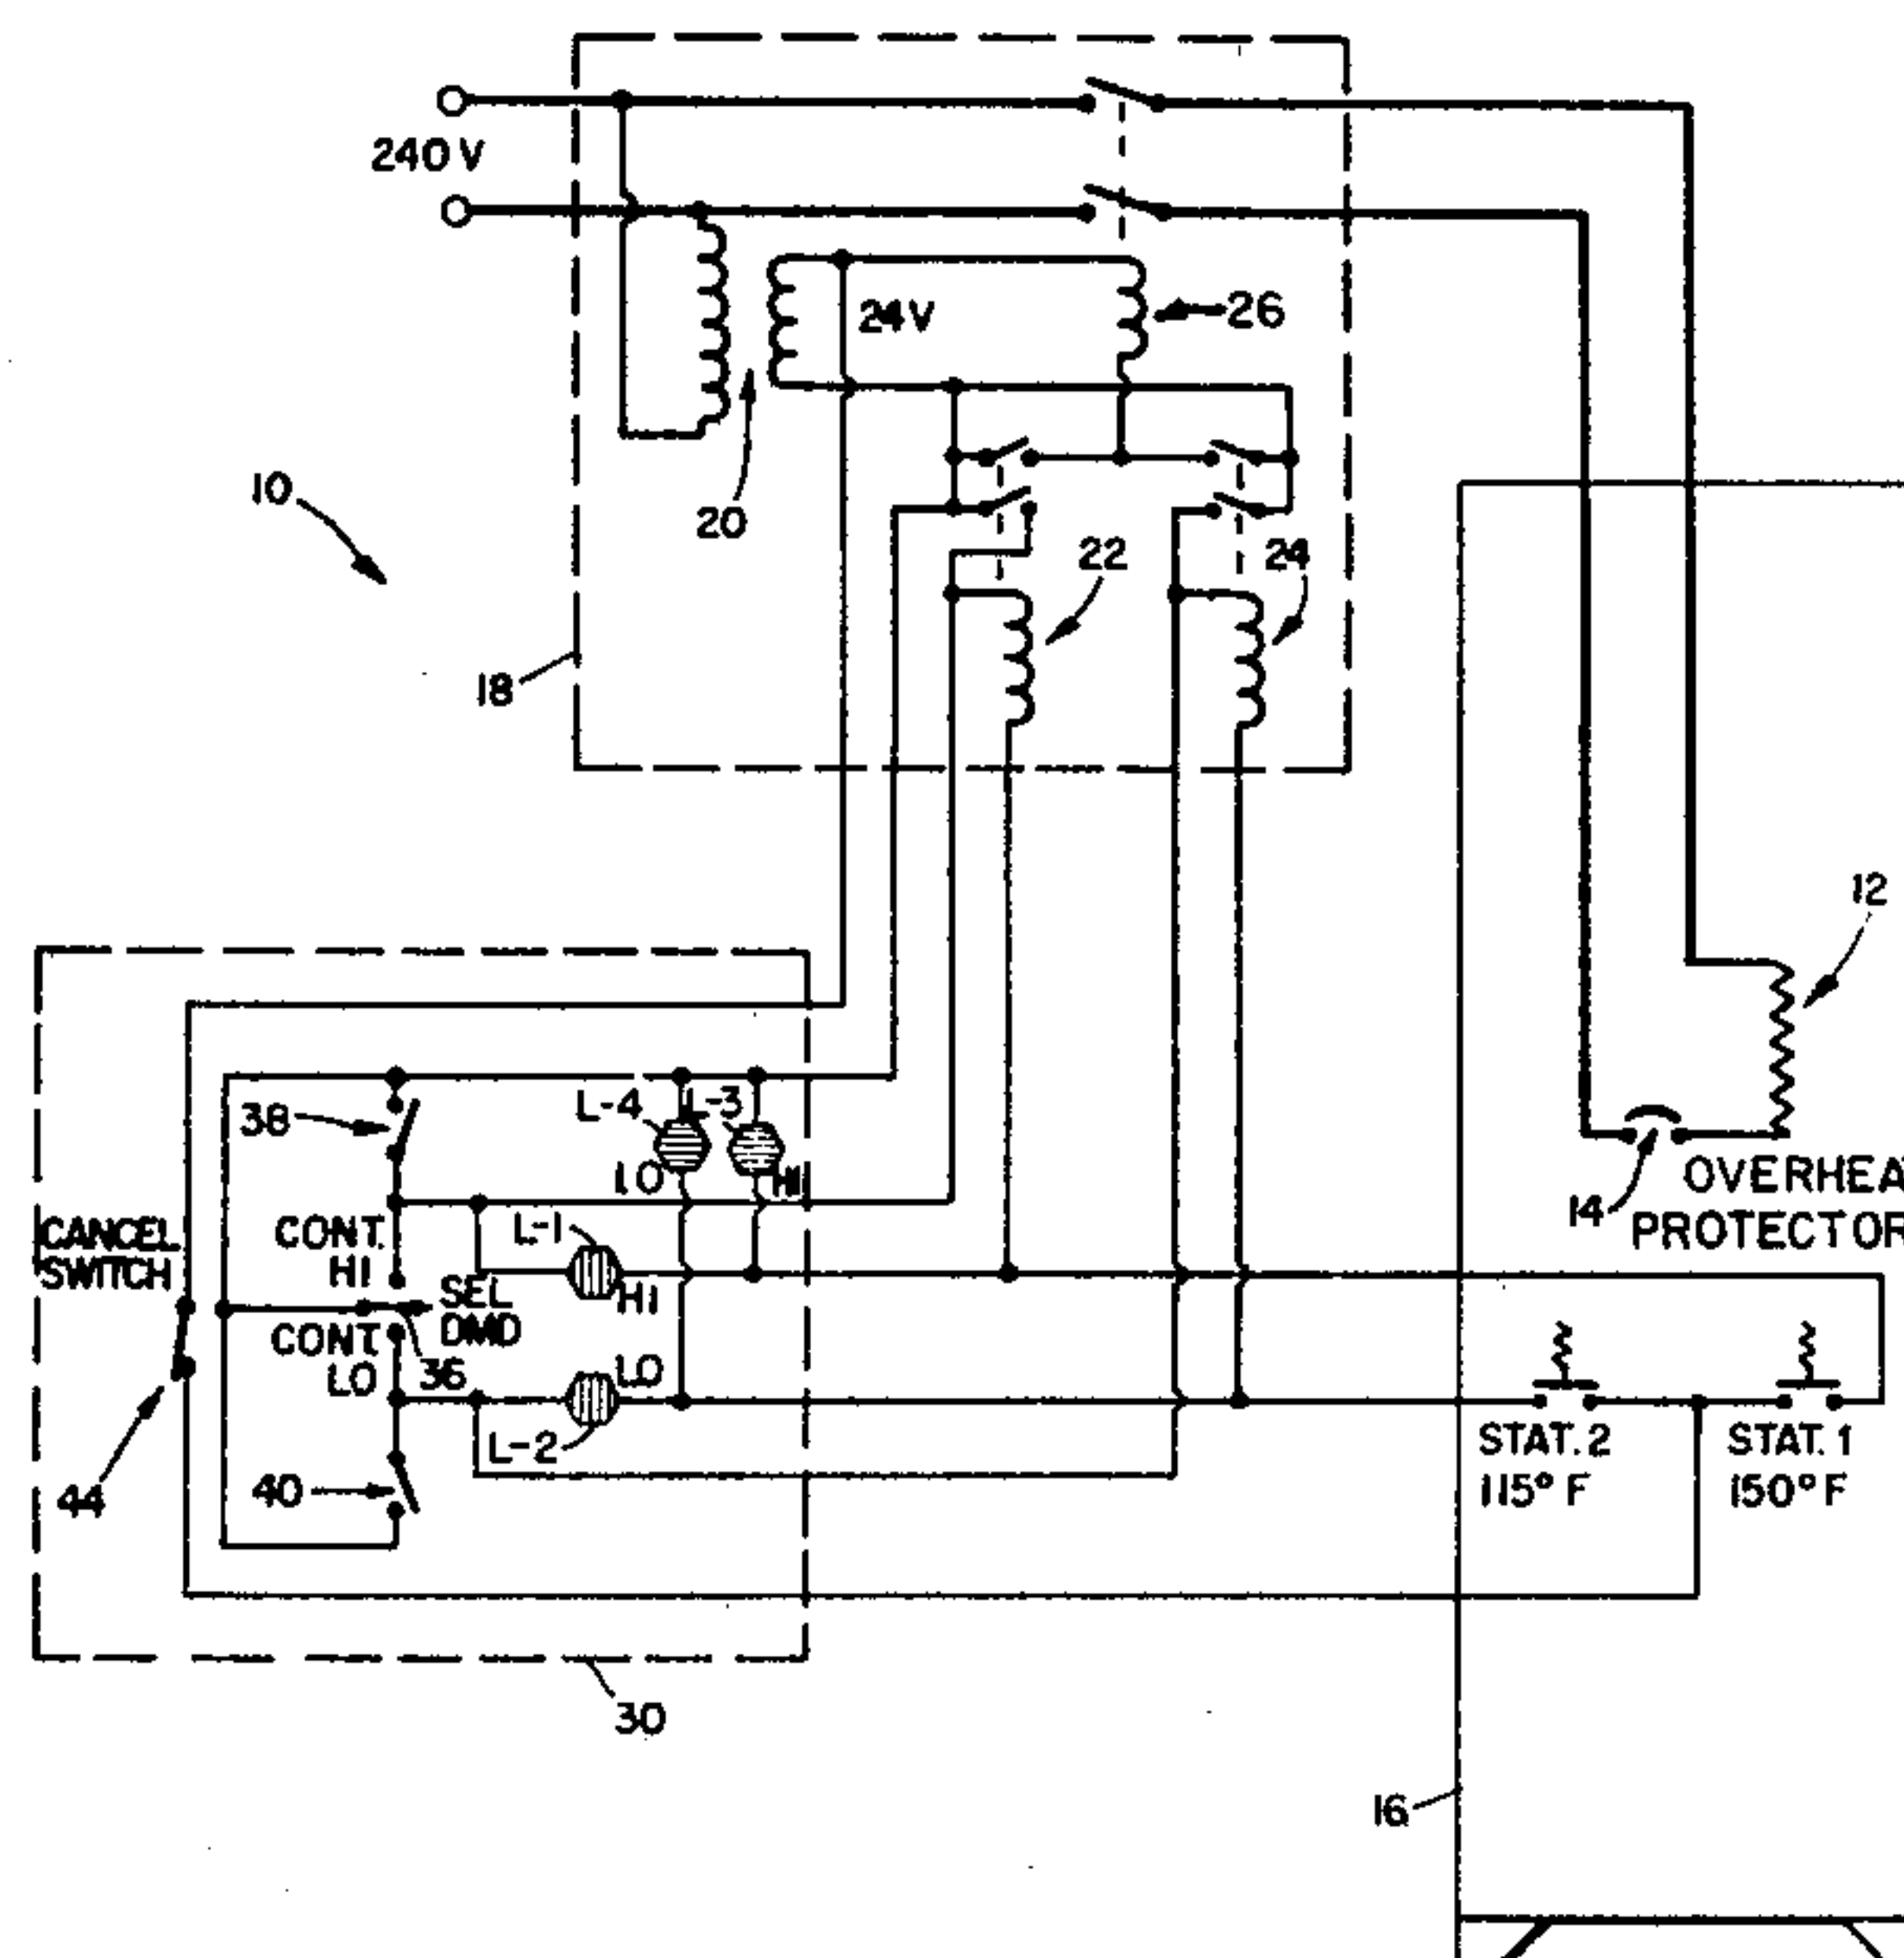 240 V
24V
26
10
20
22
24
18
12
38
L-4
L-3
LO
HI
OVERHEA
PROTECTOR
14
CANCEL
SWITCH
CONT.
HI
L-1
HI
SEL
DMD
CONT
LO
36
LO
L-2
STAT. 2
115° F
STAT. 1
150° F
44
40
30
16